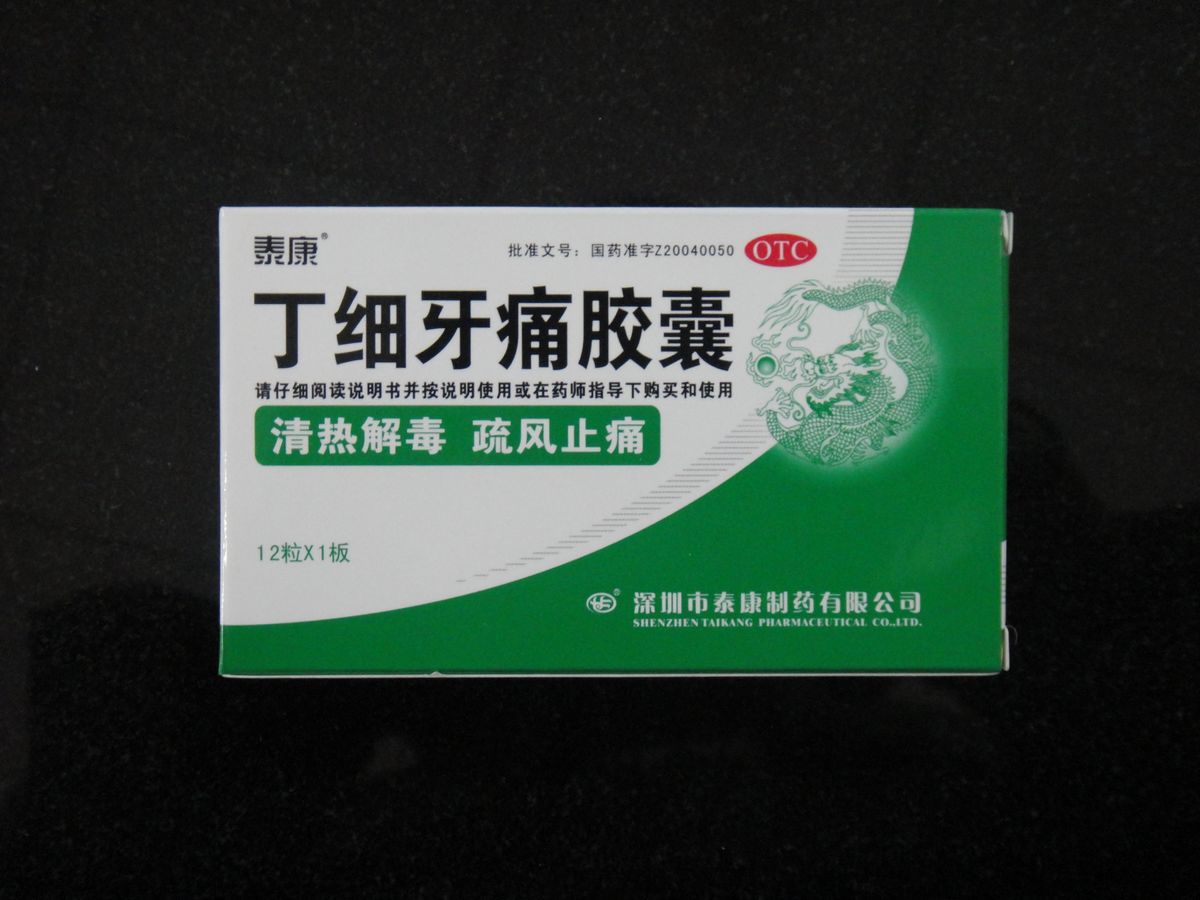 泰康®
批准文号：国药准字Z20040050 OTC
丁细牙痛胶囊
请仔细阅读说明书并按说明使用或在药师指导下购买和使用
清热解毒 疏风止痛
12粒X1板
深圳市泰康制药有限公司
SHENZHEN TAIKANG PHARMACEUTICAL CO.,LTD.